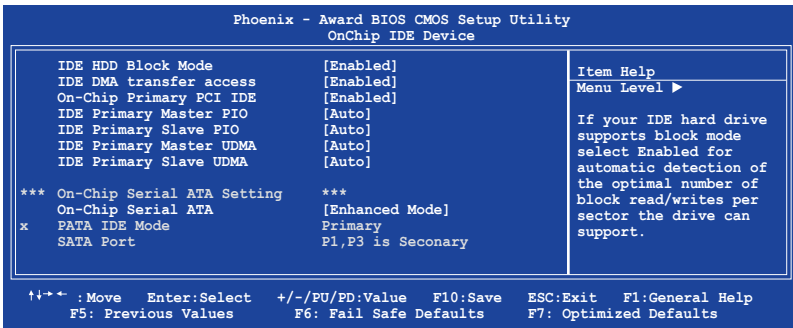 Phoenix - Award BIOS CMOS Setup Utility
OnChip IDE Device
IDE HDD Block Mode [Enabled]
IDE DMA transfer access [Enabled]
On-Chip Primary PCI IDE [Enabled]
IDE Primary Master PIO [Auto]
IDE Primary Slave PIO [Auto]
IDE Primary Master UDMA [Auto]
IDE Primary Slave UDMA [Auto]
*** On-Chip Serial ATA Setting ***
On-Chip Serial ATA [Enhanced Mode]
x PATA IDE Mode Primary
SATA Port P1,P3 is Seconary
Item Help
Menu Level ▶
If your IDE hard drive
supports block mode
select Enabled for
automatic detection of
the optimal number of
block read/writes per
sector the drive can
support.
↑↓→← :Move Enter:Select +/-/PU/PD:Value F10:Save ESC:Exit F1:General Help
F5: Previous Values F6: Fail Safe Defaults F7: Optimized Defaults